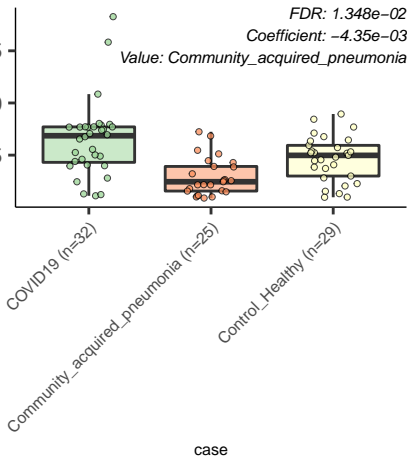 FDR: 1.348e−02
Coefficient: −4.35e−03
Value: Community_acquired_pneumonia
COVID19 (n=32)
Community_acquired_pneumonia (n=25)
Control_Healthy (n=29)
case